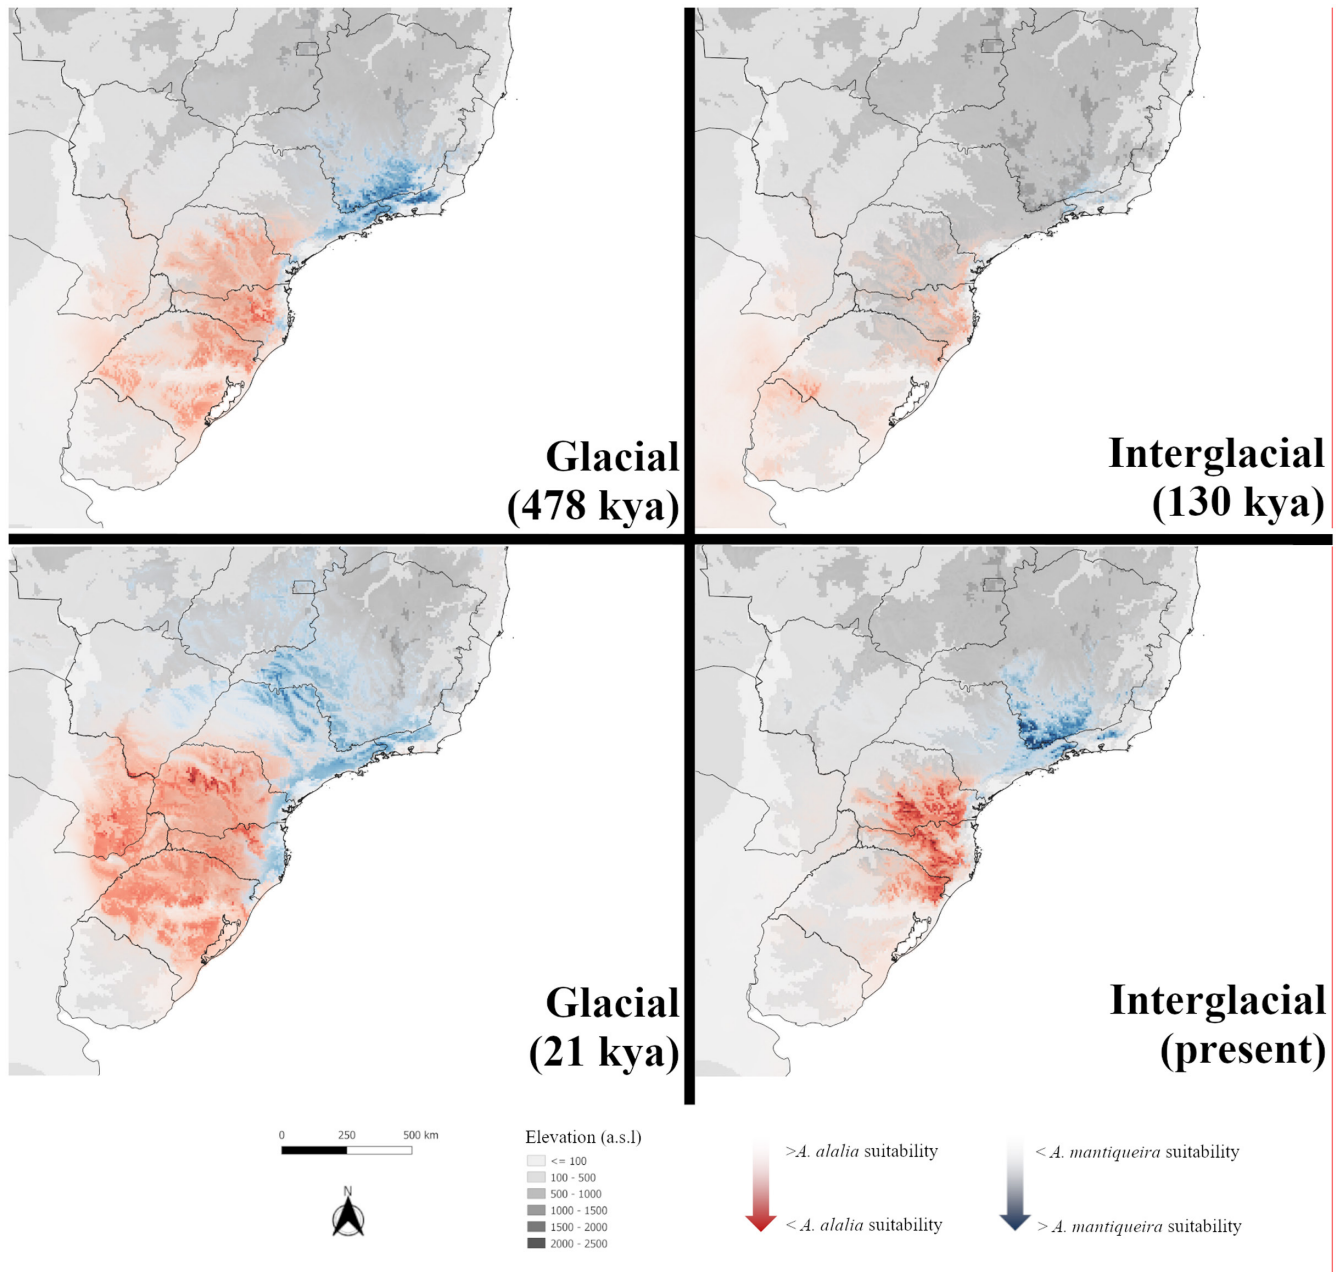 Glacial
(478 kya)
Interglacial
(130 kya)
Glacial
(21 kya)
Interglacial
(present)
0 250 500 km
N
Elevation (a.s.l)
<= 100
100 - 500
500 - 1000
1000 - 1500
1500 - 2000
2000 - 2500
>A. alalia suitability
< A. alalia suitability
< A. mantiqueira suitability
> A. mantiqueira suitability